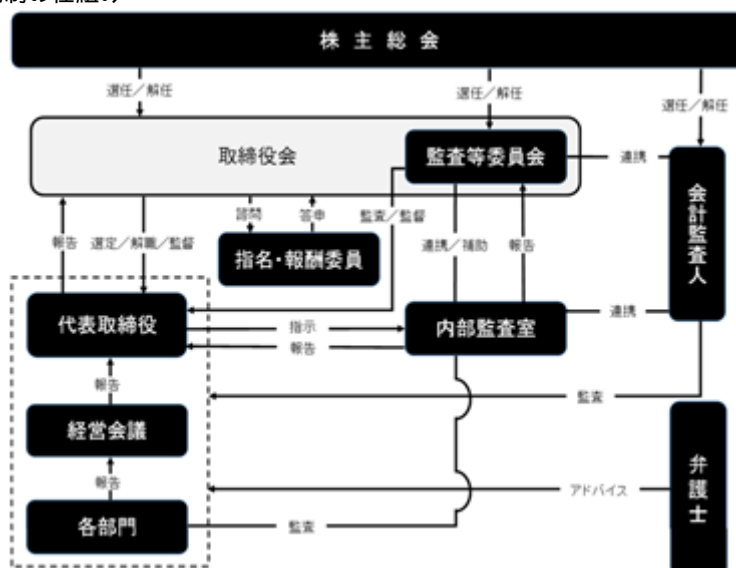 株主総会
選任/解任
選任/解任
選任/解任
取締役会
監査等委員会
連携
会計監査人
諮問
答申
監査/監督
報告
選定/解職/監督
連携/補助
報告
指名・報酬委員
代表取締役
指示
報告
内部監査室
連携
報告
監査
経営会議
報告
アドバイス
弁護士
各部門
監査